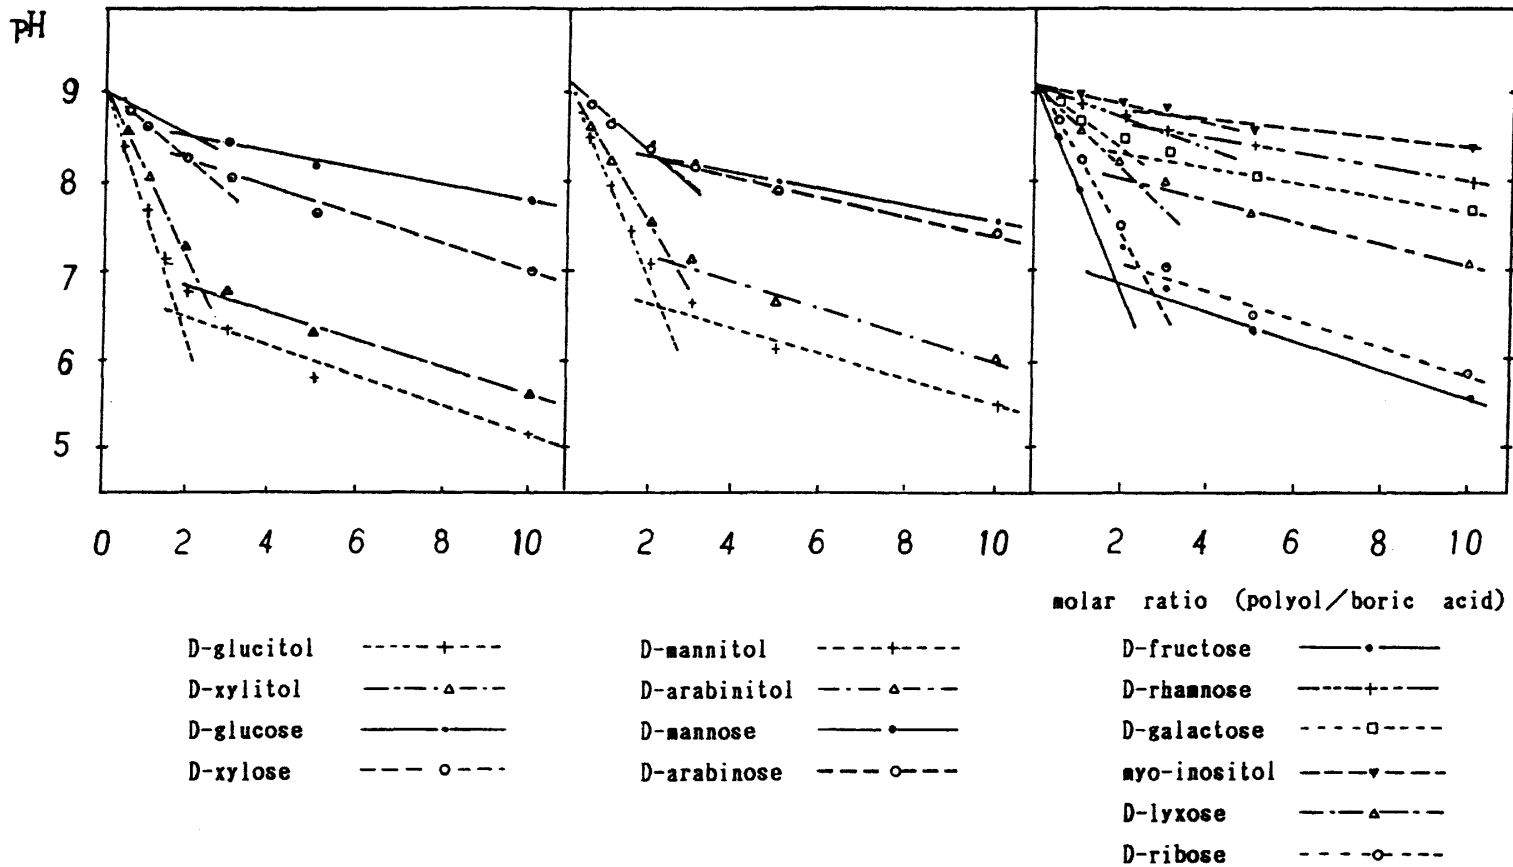 pH
9
8
7
6
5
0 2 4 6 8 10 2 4 6 8 10 2 4 6 8 10
molar ratio (polyol/boric acid)
D-glucitol
D-xylitol
D-glucose
D-xylose
D-mannitol
D-arabinitol
D-mannose
D-arabinose
D-fructose
D-rhamnose
D-galactose
myo-inositol
D-lyxose
D-ribose